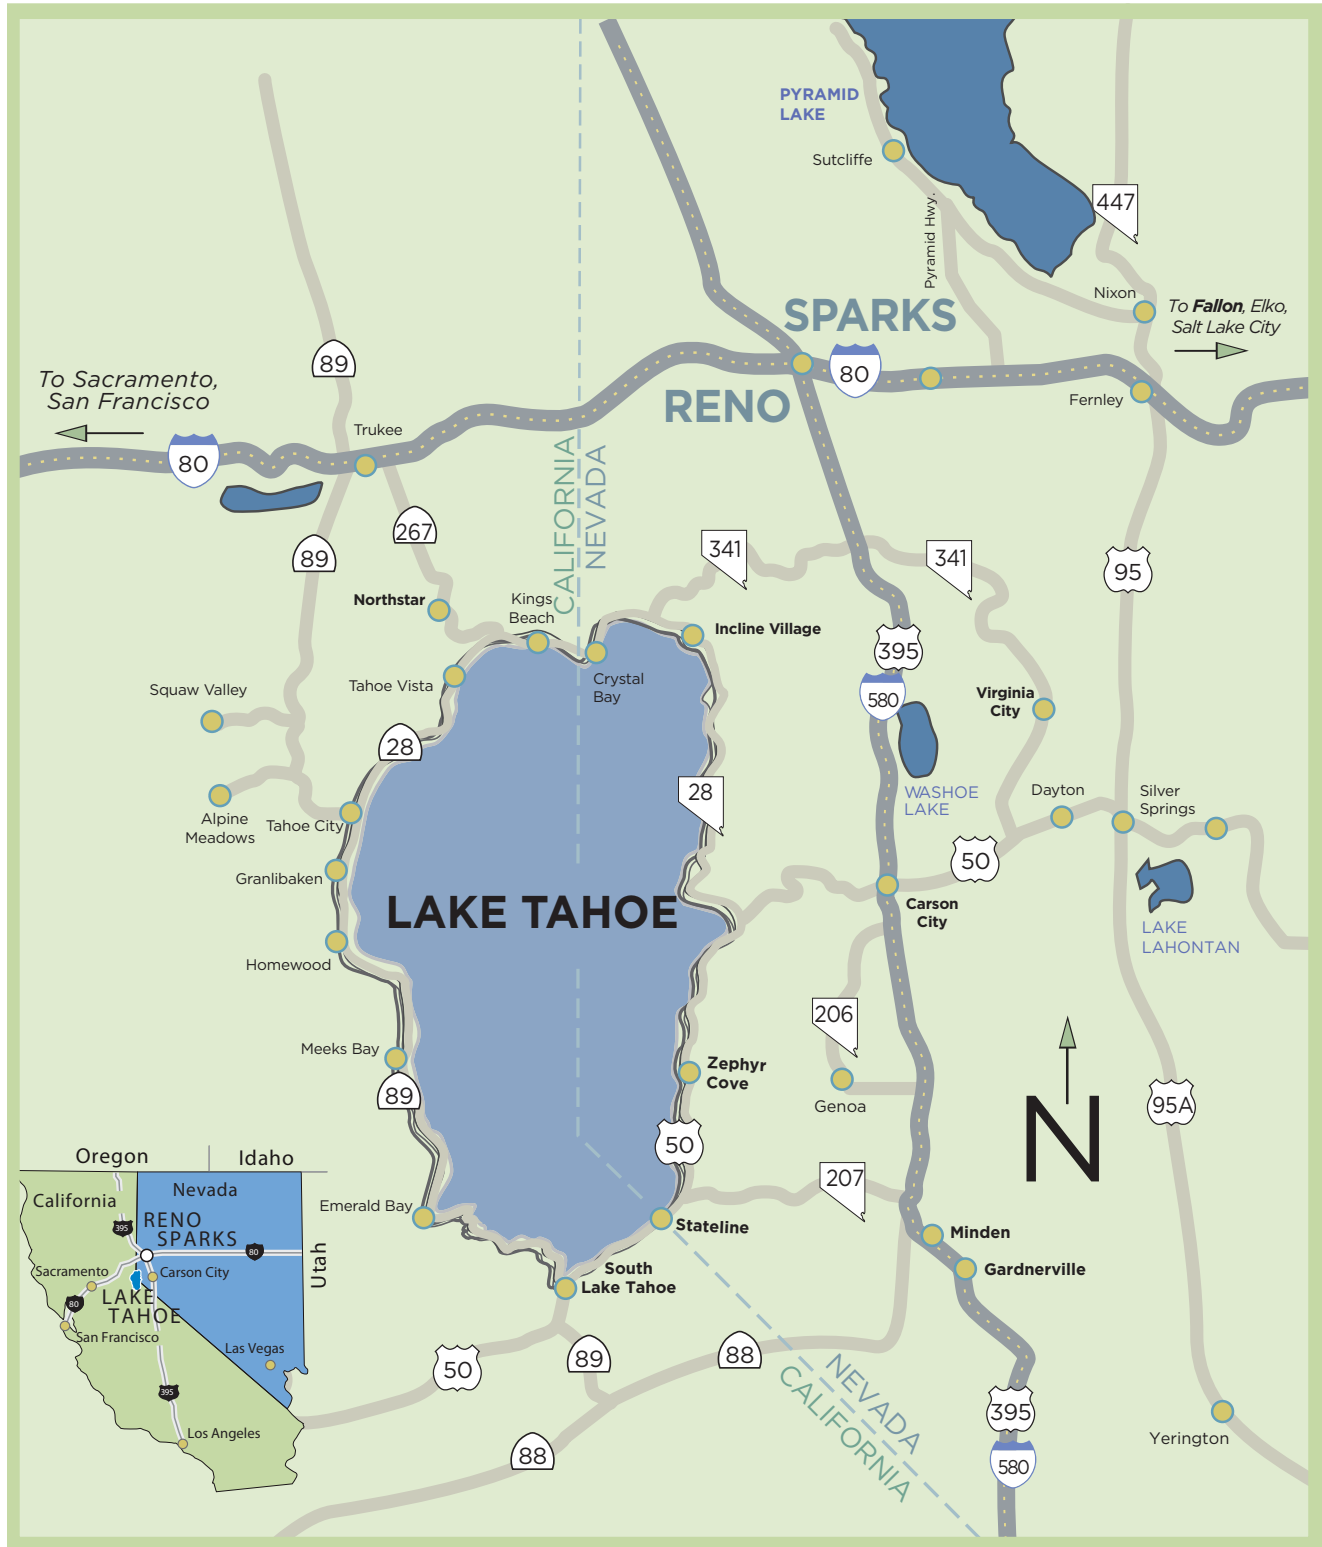 PYRAMID
LAKE
Sutcliffe
Pyramid Hwy.
447
Nixon
To Fallon, Elko,
Salt Lake City
SPARKS
80
RENO
Fernley
89
To Sacramento,
San Francisco
80
Trukee
CALIFORNIA
NEVADA
267
89
341
341
95
Northstar
Kings
Beach
Incline Village
395
580
Squaw Valley
Tahoe Vista
Crystal
Bay
Virginia
City
28
28
WASHOE
LAKE
Dayton
Silver
Springs
Alpine
Meadows
Tahoe City
50
Granlibaken
LAKE TAHOE
Carson
City
LAKE
LAHONTAN
Homewood
206
Meeks Bay
Zephyr
Cove
89
Genoa
95A
N
50
207
Emerald Bay
Stateline
Minden
South
Lake Tahoe
Gardnerville
50
89
88
NEVADA
CALIFORNIA
395
580
88
Yerington
Oregon
Idaho
California
Nevada
395
RENO
SPARKS
80
Utah
Sacramento
Carson City
80
LAKE
TAHOE
San Francisco
Las Vegas
395
Los Angeles